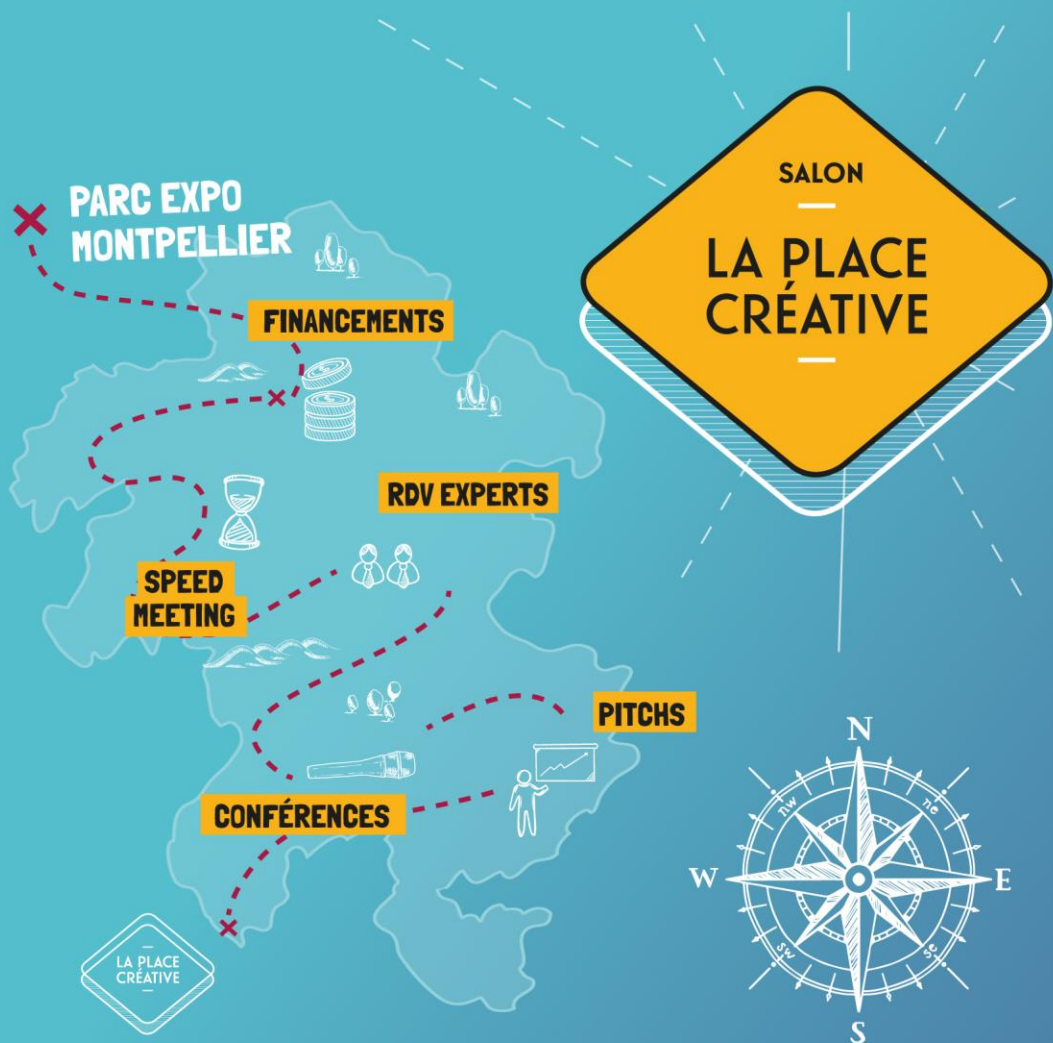 SALON
LA PLACE
CRÉATIVE
PARC EXPO
MONTPELLIER
FINANCEMENTS
RDV EXPERTS
SPEED
MEETING
PITCHS
CONFÉRENCES
LA PLACE
CRÉATIVE
N
nw
ne
W
E
sw
se
S